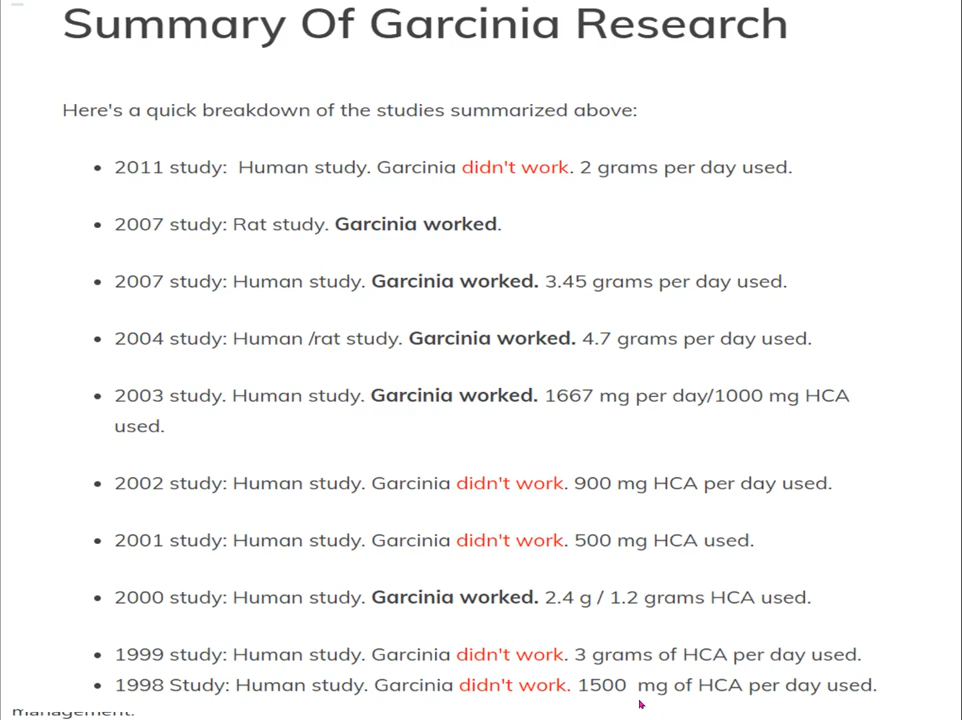 Summary Of Garcinia Research
Here's a quick breakdown of the studies summarized above:
• 2011 study:  Human study. Garcinia didn't work. 2 grams per day used.
• 2007 study: Rat study. Garcinia worked.
• 2007 study: Human study. Garcinia worked. 3.45 grams per day used.
• 2004 study: Human /rat study. Garcinia worked. 4.7 grams per day used.
• 2003 study. Human study. Garcinia worked. 1667 mg per day/1000 mg HCA
used.
• 2002 study: Human study. Garcinia didn't work. 900 mg HCA per day used.
• 2001 study: Human study. Garcinia didn't work. 500 mg HCA used.
• 2000 study: Human study. Garcinia worked. 2.4 g / 1.2 grams HCA used.
• 1999 study: Human study. Garcinia didn't work. 3 grams of HCA per day used.
• 1998 Study: Human study. Garcinia didn't work. 1500  mg of HCA per day used.
management.